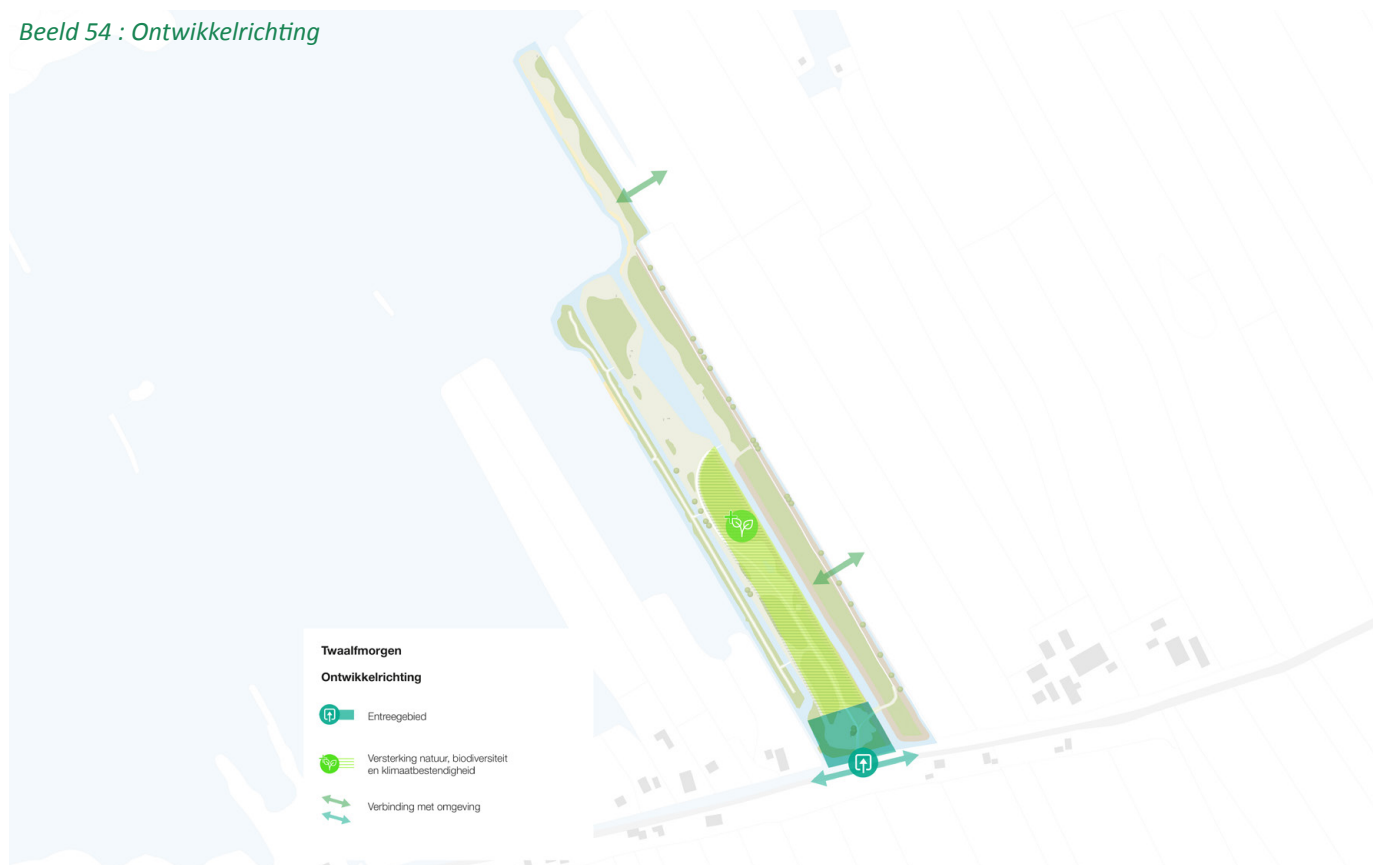 Beeld 54 : Ontwikkelrichting
Twaalfmorgen
Ontwikkelrichting
Entreegebied
Versterking natuur, biodiversiteit
en klimaatbestendigheid
Verbinding met omgeving